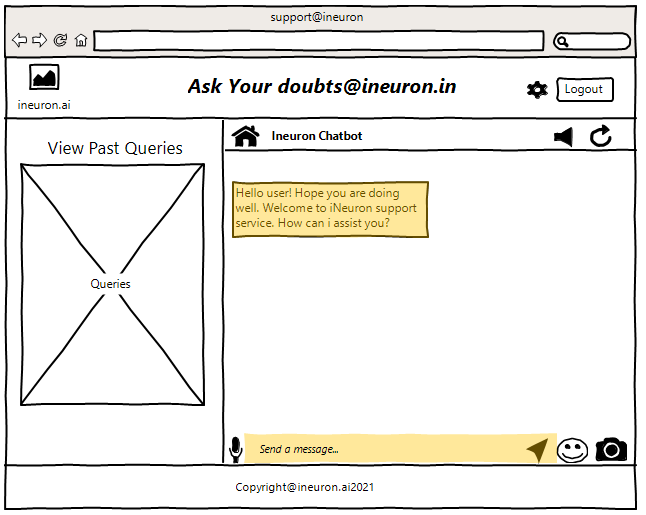 support@ineuron
ineuron.ai
Ask Your doubts@ineuron.in
Logout
View Past Queries
Queries
Ineuron Chatbot
Hello user! Hope you are doing
well. Welcome to iNeuron support
service. How can i assist you?
Send a message...
Copyright@ineuron.ai2021